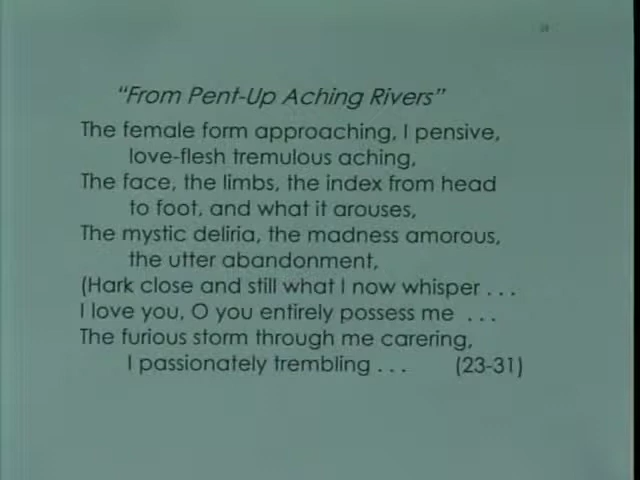 "From Pent-Up Aching Rivers"
The female form approaching, I pensive,
love-flesh tremulous aching,
The face, the limbs, the index from head
to foot, and what it arouses,
The mystic deliria, the madness amorous,
the utter abandonment,
(Hark close and still what I now whisper . . .
I love you, O you entirely possess me . . .
The furious storm through me carering,
I passionately trembling . . . (23-31)